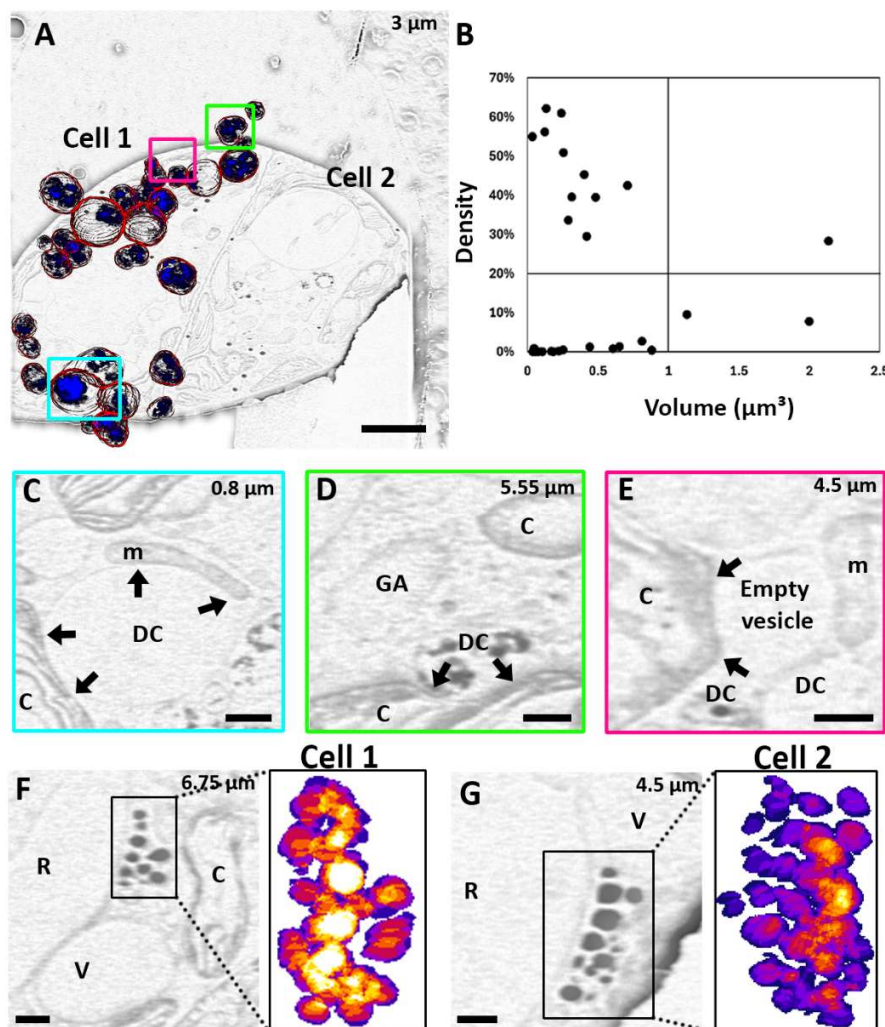 A
3 μm
Cell 1
Cell 2
B
70%
60%
50%
40%
30%
20%
10%
0%
Density
0
0.5
1
1.5
2
2.5
Volume (μm³)
C
0.8 μm
m
DC
C
D
5.55μm
C
GA
DC
C
E
4.5 μm
C
Empty
vesicle
m
DC
DC
F
6.75 μm
R
C
V
Cell 1
G
4.5 μm
V
R
Cell 2